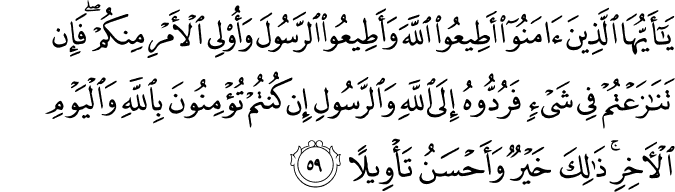 يَٰٓأَيُّهَا ٱلَّذِينَ ءَامَنُوٓا۟ أَطِيعُوا۟ ٱللَّهَ وَأَطِيعُوا۟ ٱلرَّسُولَ وَأُو۟لِى ٱلْأَمْرِ مِنكُمْ ۖ فَإِن
تَنَٰزَعْتُمْ فِى شَىْءٍ فَرُدُّوهُ إِلَى ٱللَّهِ وَٱلرَّسُولِ إِن كُنتُمْ تُؤْمِنُونَ بِٱللَّهِ وَٱلْيَوْمِ
ٱلْءَاخِرِ ۚ ذَٰلِكَ خَيْرٌ وَأَحْسَنُ تَأْوِيلًا ٥٩